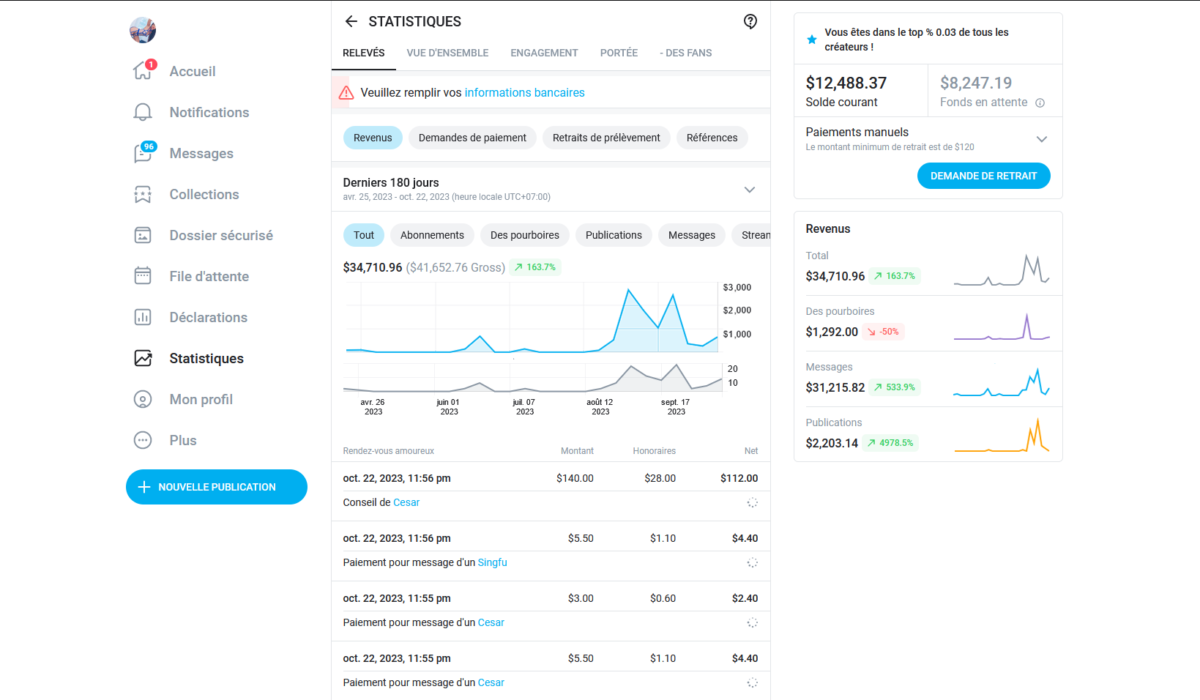 1
Accueil
Notifications
96
Messages
Collections
Dossier sécurisé
File d'attente
Déclarations
Statistiques
Mon profil
Plus
NOUVELLE PUBLICATION
STATISTIQUES
RELEVÉS VUE D'ENSEMBLE ENGAGEMENT PORTÉE - DES FANS
Veuillez remplir vos informations bancaires
Revenus Demandes de paiement Retraits de prélèvement Références
Derniers 180 jours
avr. 25, 2023 - oct. 22, 2023 (heure locale UTC+07:00)
Tout Abonnements Des pourboires Publications Messages Strean
$34,710.96 ($41,652.76 Gross) 163.7%
$3,000
$2,000
$1,000
20
10
avr. 26 juin 01 juil. 07 août 12 sept. 17
2023 2023 2023 2023 2023
Rendez-vous amoureux Montant Honoraires Net
oct. 22, 2023, 11:56 pm $140.00 $28.00 $112.00
Conseil de Cesar
oct. 22, 2023, 11:56 pm $5.50 $1.10 $4.40
Paiement pour message d'un Singfu
oct. 22, 2023, 11:55 pm $3.00 $0.60 $2.40
Paiement pour message d'un Cesar
oct. 22, 2023, 11:55 pm $5.50 $1.10 $4.40
Paiement pour message d'un Cesar
Vous êtes dans le top % 0.03 de tous les
créateurs !
$12,488.37 $8,247.19
Solde courant Fonds en attente
Paiements manuels
Le montant minimum de retrait est de $120
DEMANDE DE RETRAIT
Revenus
Total
$34,710.96 163.7%
Des pourboires
$1,292.00 -50%
Messages
$31,215.82 533.9%
Publications
$2,203.14 4978.5%